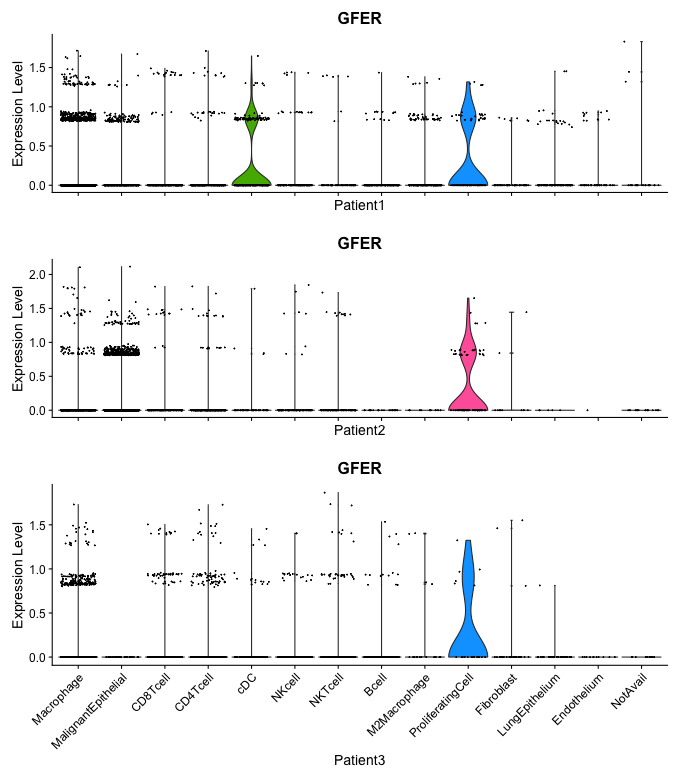 GFER
Expression Level
1.5
1.0
0.5
0.0
Patient1
GFER
Expression Level
2.0
1.5
1.0
0.5
0.0
Patient2
GFER
Expression Level
1.5
1.0
0.5
0.0
Macrophage
MalignantEpithelial
CD8Tcell
CD4Tcell
cDC
NKcell
NKTcell
Bcell
M2Macrophage
ProliferatingCell
Fibroblast
LungEpithelium
Endothelium
NotAvail
Patient3